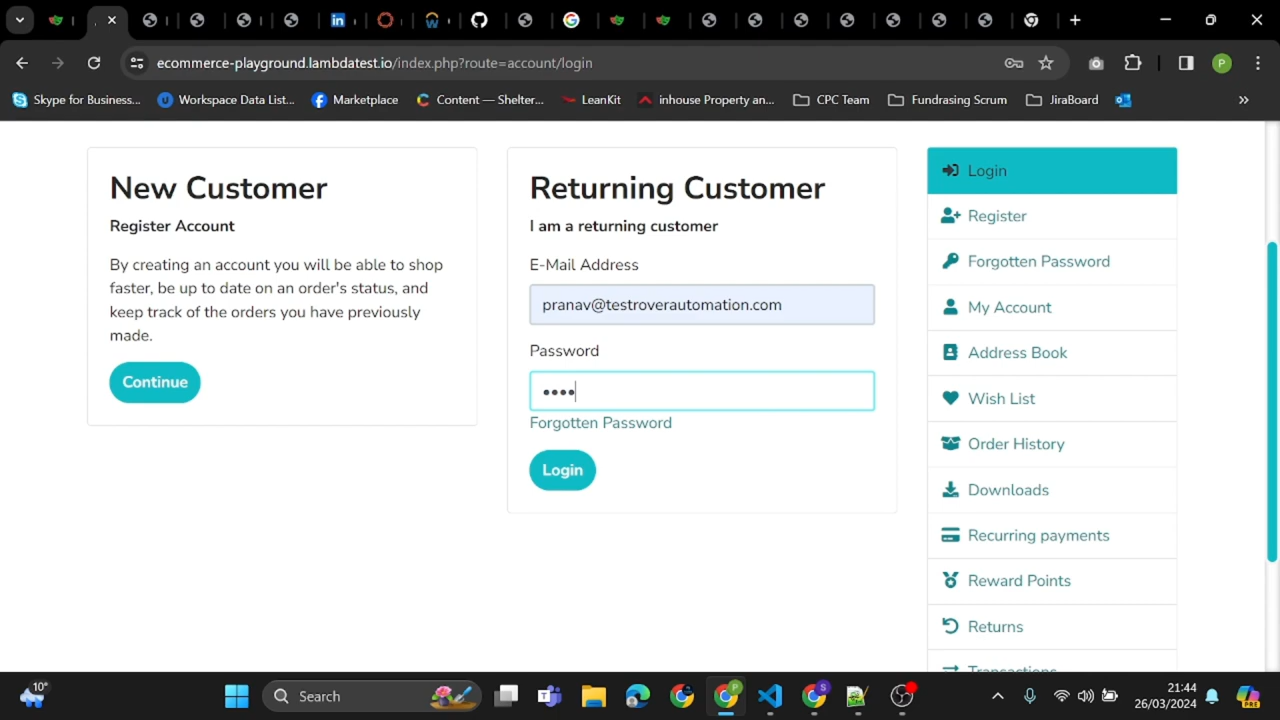 ecommerce-playground.lambdatest.io/index.php?route=account/login
P
Skype for Business...
Workspace Data List...
Marketplace
Content — Shelter...
LeanKit
inhouse Property an...
CPC Team
Fundrasing Scrum
JiraBoard
New Customer
Register Account
By creating an account you will be able to shop
faster, be up to date on an order's status, and
keep track of the orders you have previously
made.
Continue
Returning Customer
I am a returning customer
E-Mail Address
pranav@testroverautomation.com
Password
••••
Forgotten Password
Login
Login
Register
Forgotten Password
My Account
Address Book
Wish List
Order History
Downloads
Recurring payments
Reward Points
Returns
Transactions
10°
Search
P
S
21:44
26/03/2024
PRE